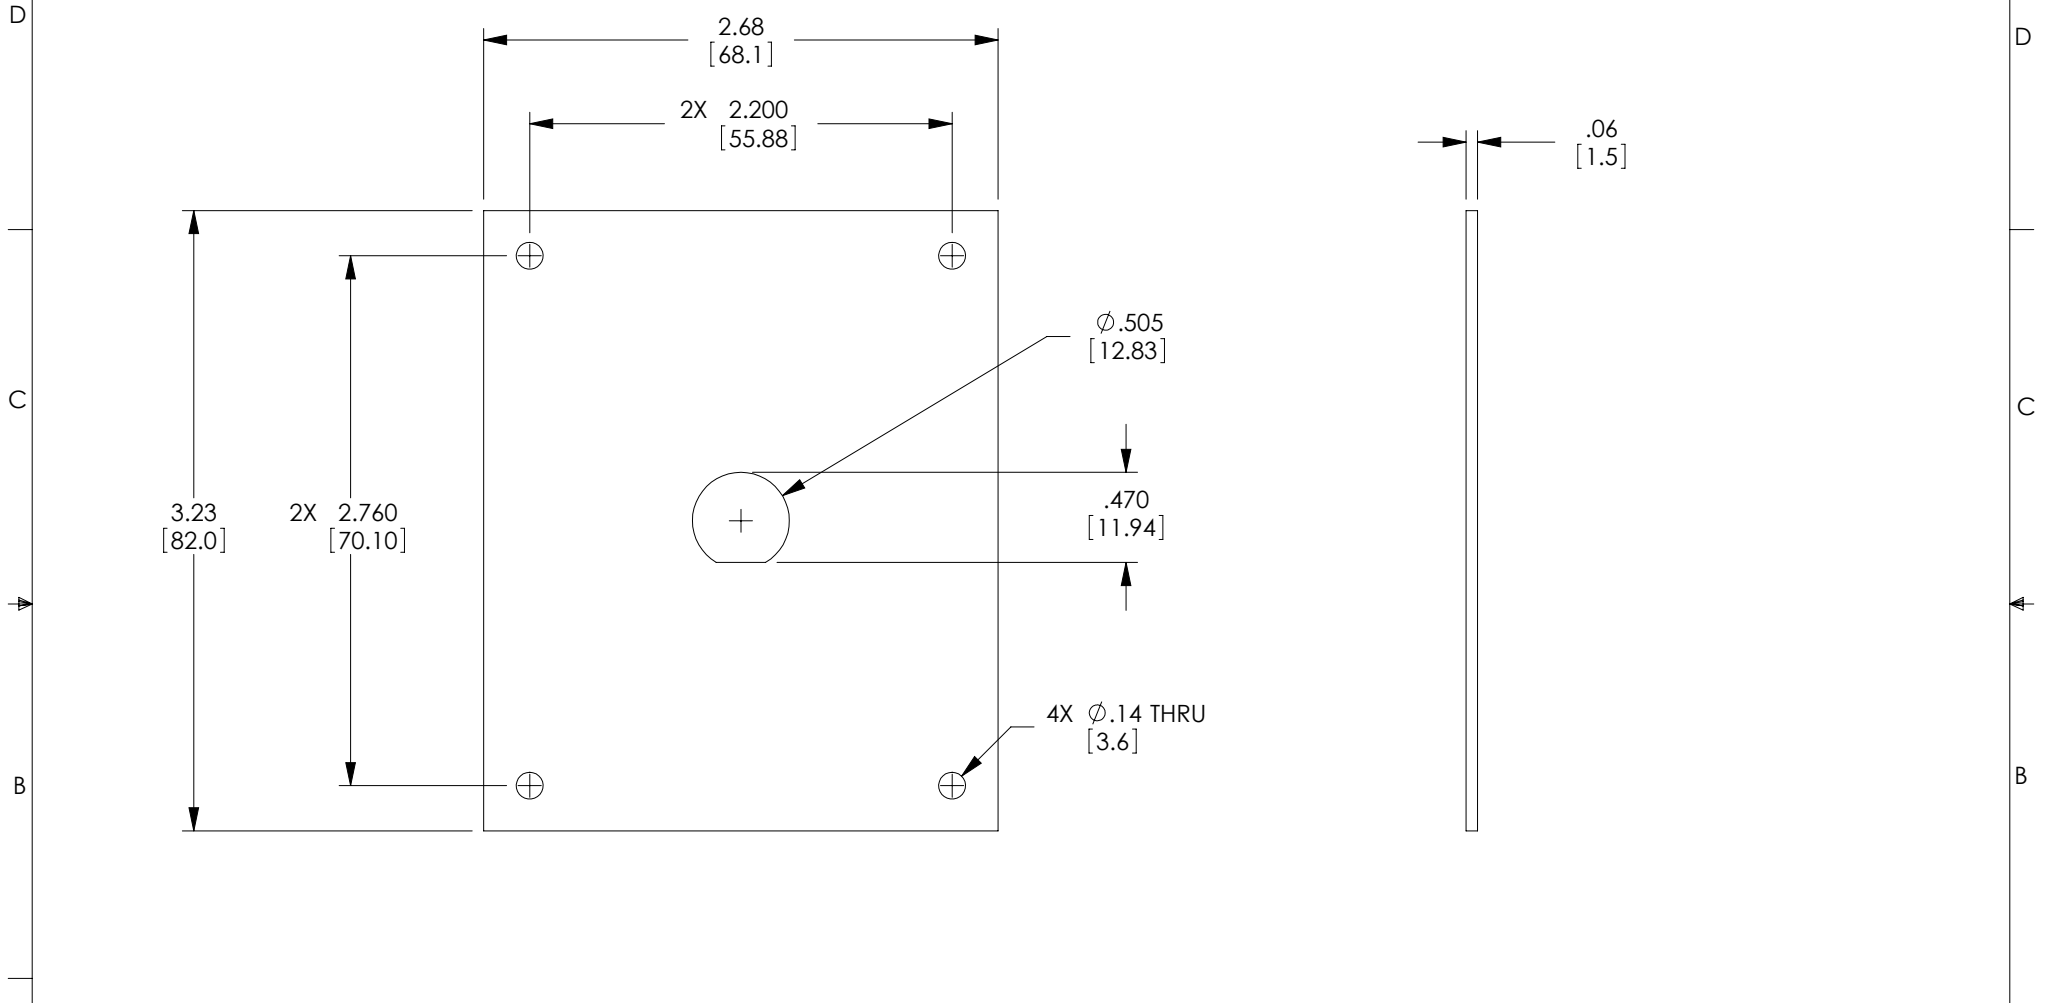 D
D
2.68
[68.1]
2X 2.200
[55.88]
.06
[1.5]
∅.505
[12.83]
C
C
.470
[11.94]
3.23
[82.0]
2X 2.760
[70.10]
4X ∅.14 THRU
[3.6]
B
B